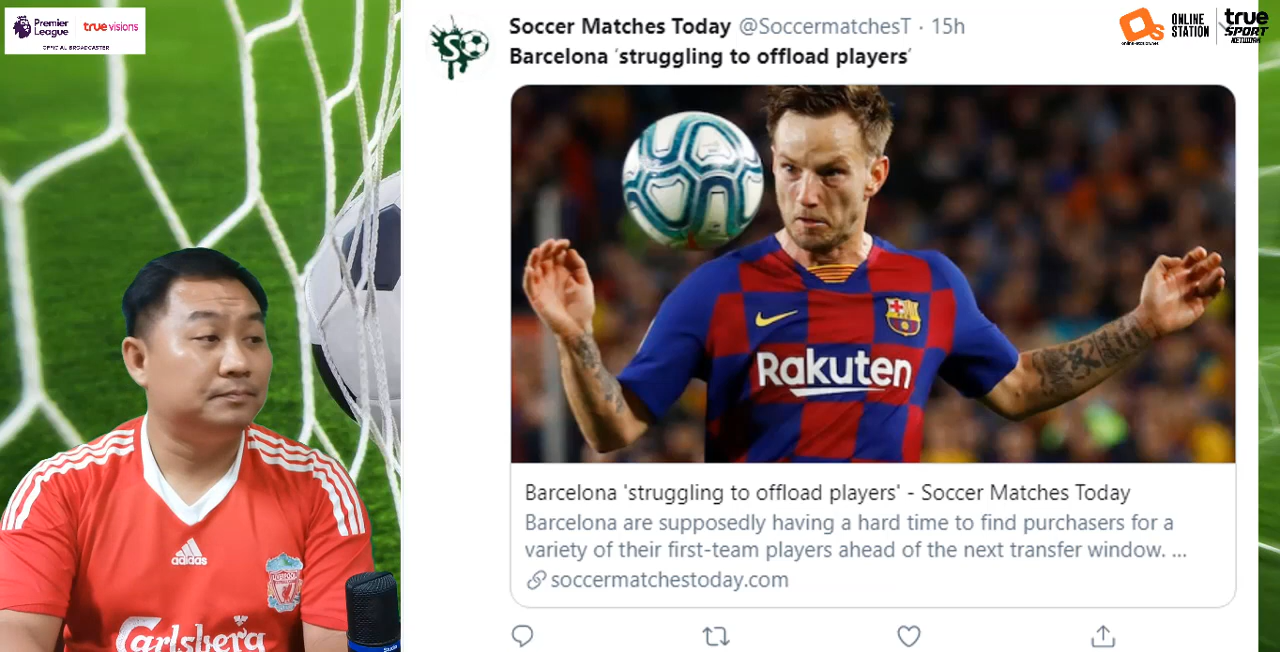 Premier
League
true visions
OFFICIAL BROADCASTER
Soccer Matches Today @SoccermatchesT · 15h
Barcelona 'struggling to offload players'
ONLINE
STATION
true
SPORT
NETWORK
Rakuten
Barcelona 'struggling to offload players' - Soccer Matches Today
Barcelona are supposedly having a hard time to find purchasers for a
variety of their first-team players ahead of the next transfer window. ...
soccermatchestoday.com
adidas
Carlsberg